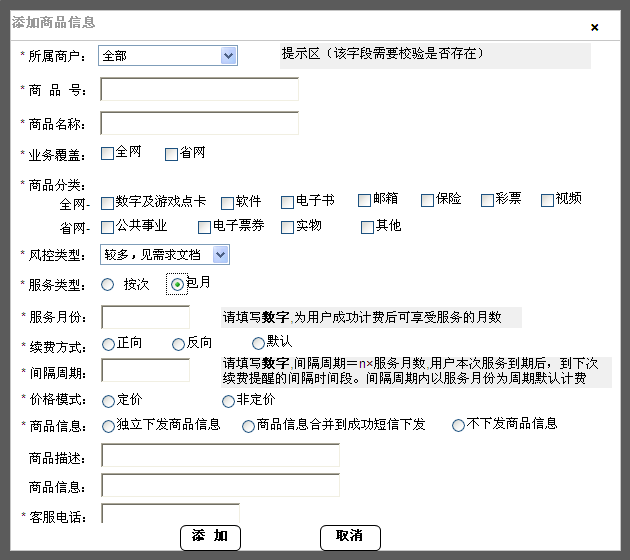 添加商品信息 ×
* 所属商户： 全部 提示区（该字段需要校验是否存在）
* 商 品 号：
* 商品名称：
* 业务覆盖： 全网 省网
* 商品分类：
全网- 数字及游戏点卡 软件 电子书 邮箱 保险 彩票 视频
省网- 公共事业 电子票券 实物 其他
* 风控类型： 较多，见需求文档
* 服务类型： 按次 包月
* 服务月份： 请填写数字,为用户成功计费后可享受服务的月数
* 续费方式： 正向 反向 默认
* 间隔周期： 请填写数字,间隔周期＝n×服务月数,用户本次服务到期后，到下次
续费提醒的间隔时间段。间隔周期内以服务月份为周期默认计费
* 价格模式： 定价 非定价
* 商品信息： 独立下发商品信息 商品信息合并到成功短信下发 不下发商品信息
商品描述：
商品信息：
* 客服电话：
添 加 取消